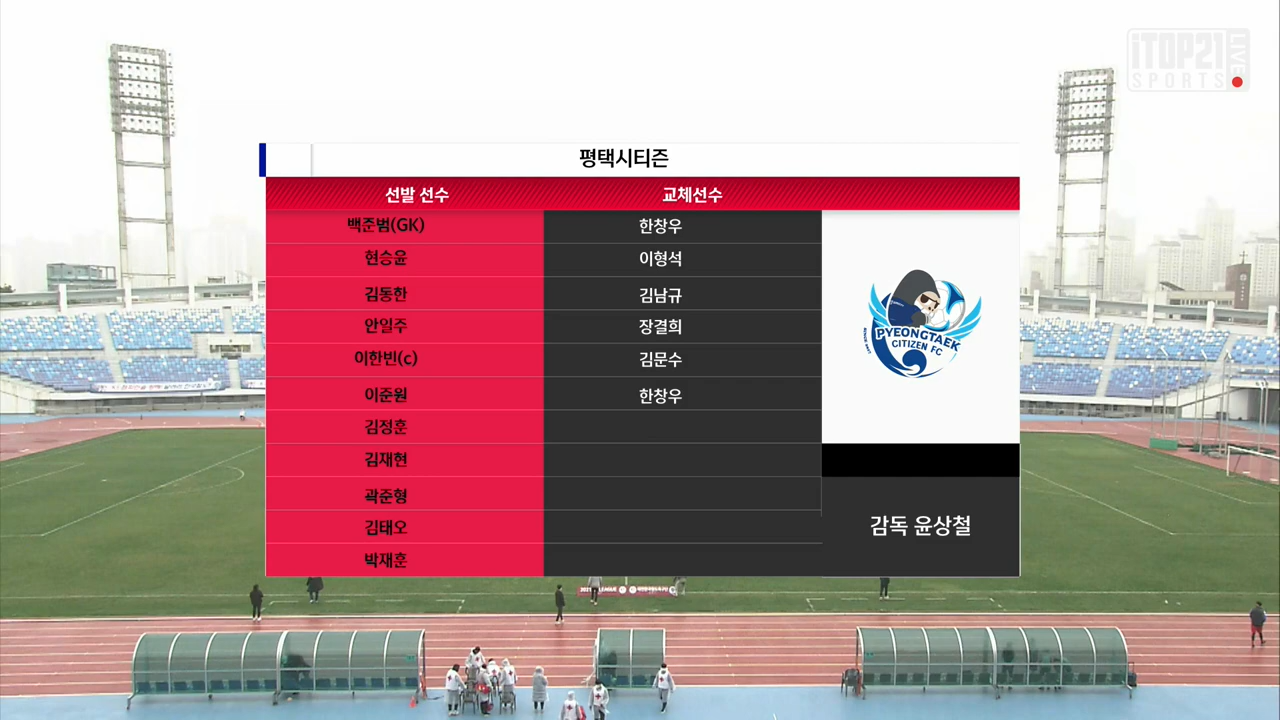 iTOP21
SPORTS
LIVE
평택시티즌
선발 선수 교체선수
백준범(GK) 한창우
현승윤 이형석
김동한 김남규
안일주 장결희
이한빈(c) 김문수
이준원 한창우
김정훈
김재현
곽준형
김태오
박재훈
PYEONGTAEK
CITIZEN FC
감독 윤상철